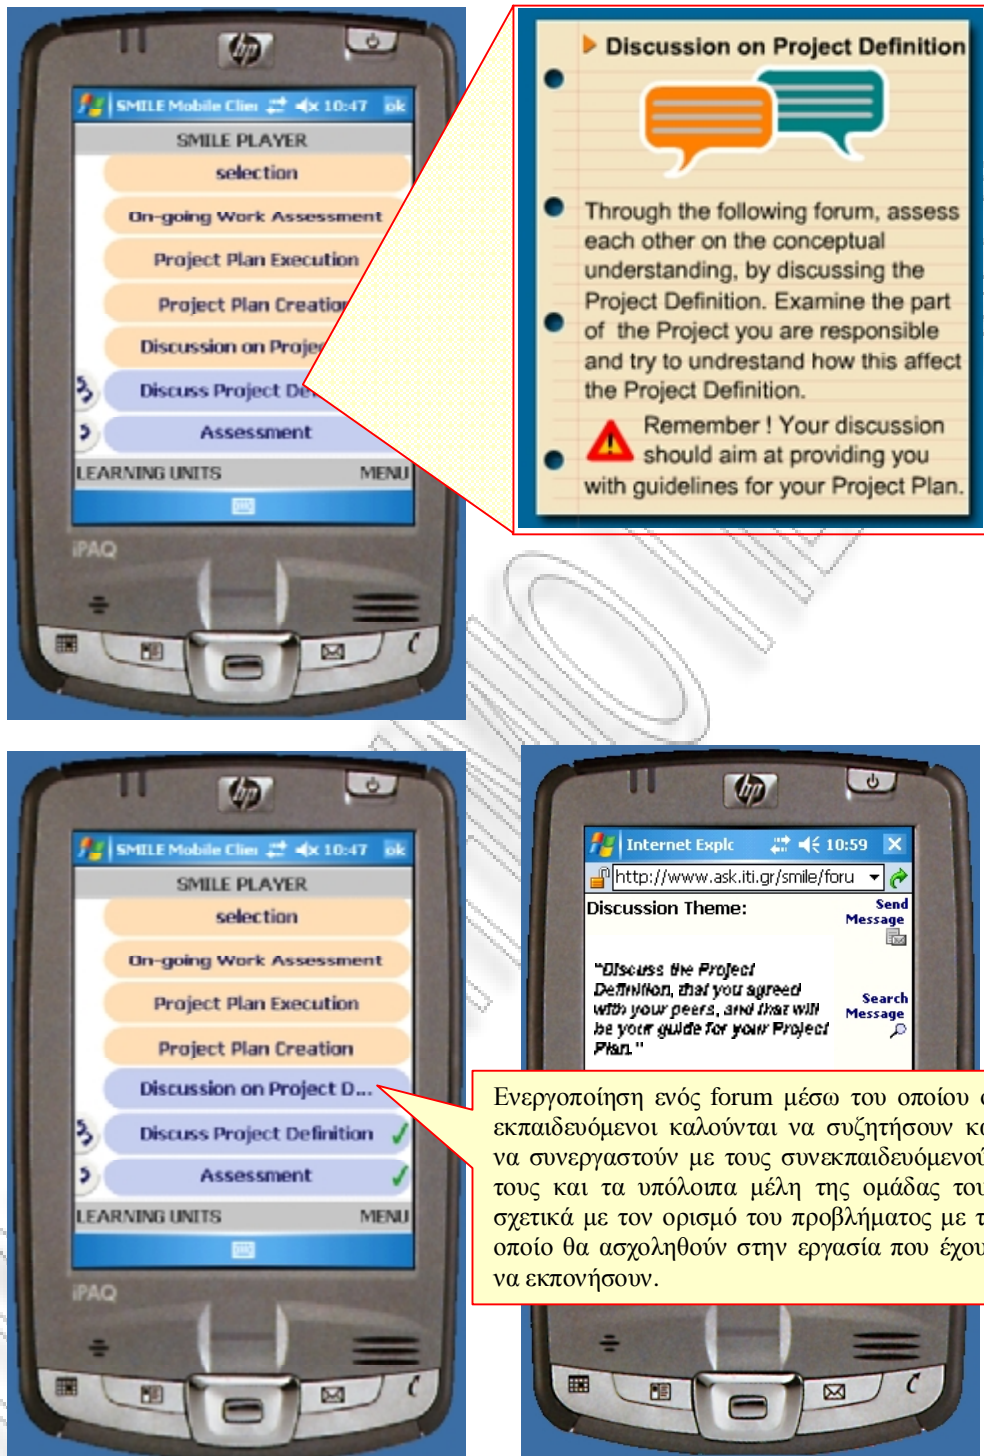 hp
SMILE Mobile Clier 10:47 ok
SMILE PLAYER
selection
On-going Work Assessment
Project Plan Execution
Project Plan Creation
Discussion on Projec
Discuss Project De
Assessment
LEARNING UNITS MENU
iPAQ
Discussion on Project Definition
Through the following forum, assess
each other on the conceptual
understanding, by discussing the
Project Definition. Examine the part
of the Project you are responsible
and try to undrestand how this affect
the Project Definition.
Remember ! Your discussion
should aim at providing you
with guidelines for your Project Plan.
hp
SMILE Mobile Clier 10:47 ok
SMILE PLAYER
selection
On-going Work Assessment
Project Plan Execution
Project Plan Creation
Discussion on Project D...
Discuss Project Definition
Assessment
LEARNING UNITS MENU
iPAQ
hp
Internet Explc 10:59
http://www.ask.iti.gr/smile/foru
Discussion Theme:
Send
Message
"Discuss the Project
Definition, that you agreed
with your peers, and that will
be your guide for your Project
Plan."
Search
Message
Ενεργοποίηση ενός forum μέσω του οποίου
εκπαιδευόμενοι καλούνται να συζητήσουν
να συνεργαστούν με τους συνεκπαιδευόμενού
τους και τα υπόλοιπα μέλη της ομάδας του
σχετικά με τον ορισμό του προβλήματος με
οποίο θα ασχοληθούν στην εργασία που έχου
να εκπονήσουν.